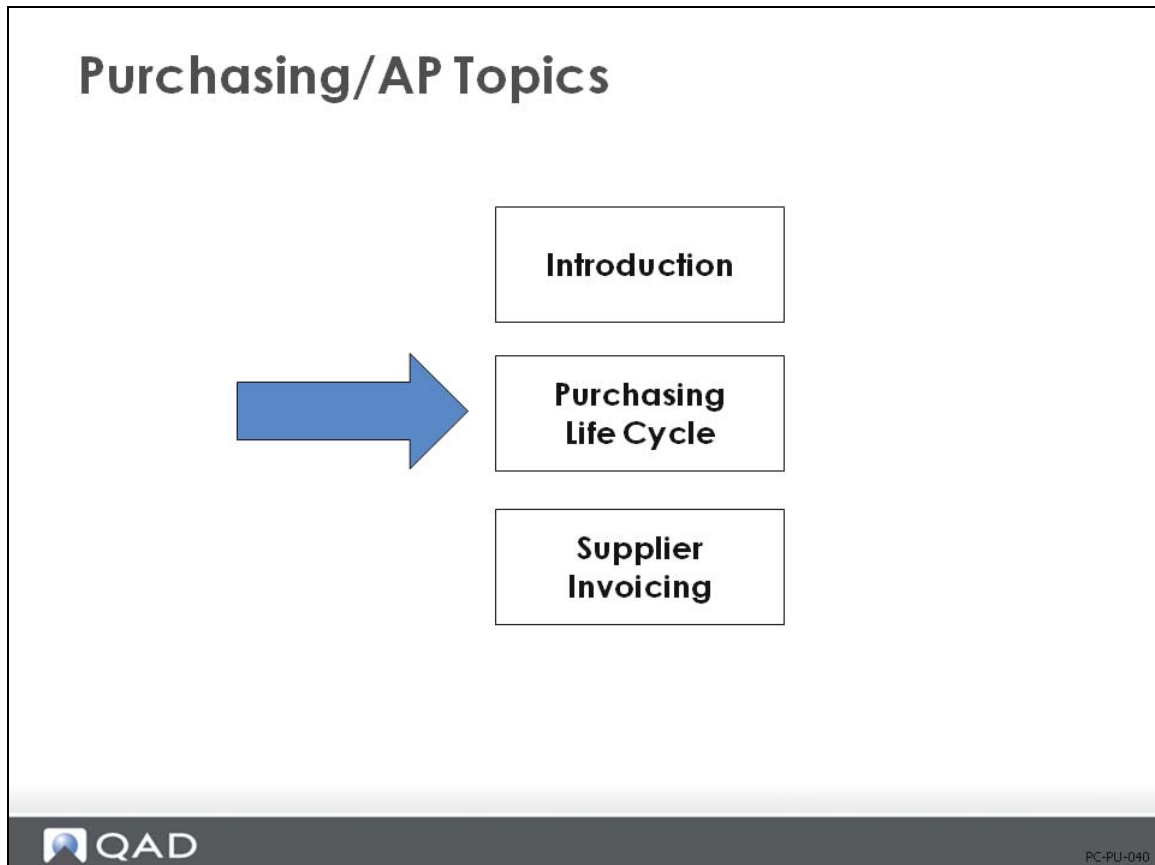 Purchasing/AP Topics
Introduction
Purchasing
Life Cycle
Supplier
Invoicing
QAD
PC-PU-040